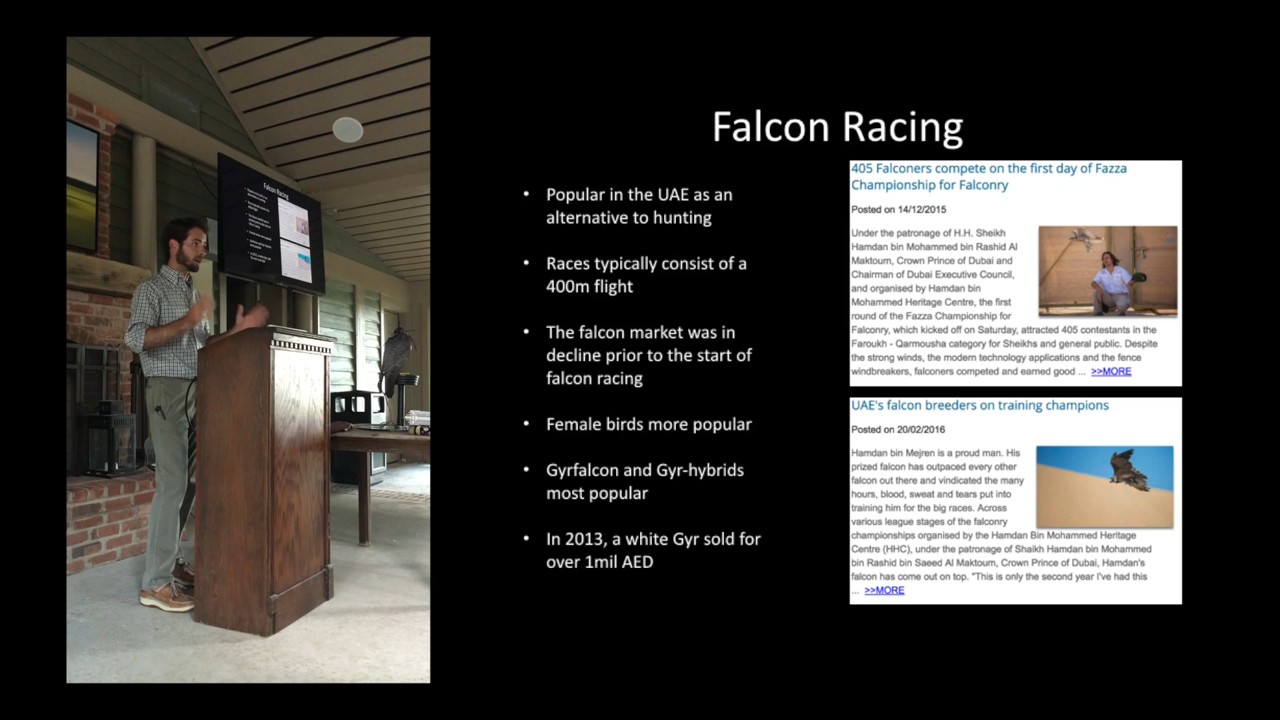 Falcon Racing
• Popular in the UAE as an
alternative to hunting
• Races typically consist of a
400m flight
• The falcon market was in
decline prior to the start of
falcon racing
• Female birds more popular
• Gyrfalcon and Gyr-hybrids
most popular
• In 2013, a white Gyr sold for
over 1mil AED
405 Falconers compete on the first day of Fazza
Championship for Falconry
Posted on 14/12/2015
Under the patronage of H.H. Sheikh
Hamdan bin Mohammed bin Rashid Al
Maktoum, Crown Prince of Dubai and
Chairman of Dubai Executive Council,
and organised by Hamdan bin
Mohammed Heritage Centre, the first
round of the Fazza Championship for
Falconry, which kicked off on Saturday, attracted 405 contestants in the
Faroukh - Qarmousha category for Sheikhs and general public. Despite
the strong winds, the modern technology applications and the fence
windbreakers, falconers competed and earned good ... >>MORE
UAE's falcon breeders on training champions
Posted on 20/02/2016
Hamdan bin Mejren is a proud man. His
prized falcon has outpaced every other
falcon out there and vindicated the many
hours, blood, sweat and tears put into
training him for the big races. Across
various league stages of the falconry
championships organised by the Hamdan Bin Mohammed Heritage
Centre (HHC), under the patronage of Shaikh Hamdan bin Mohammed
bin Rashid bin Saeed Al Maktoum, Crown Prince of Dubai, Hamdan's
falcon has come out on top. "This is only the second year I've had this
... >>MORE
Falcon Racing